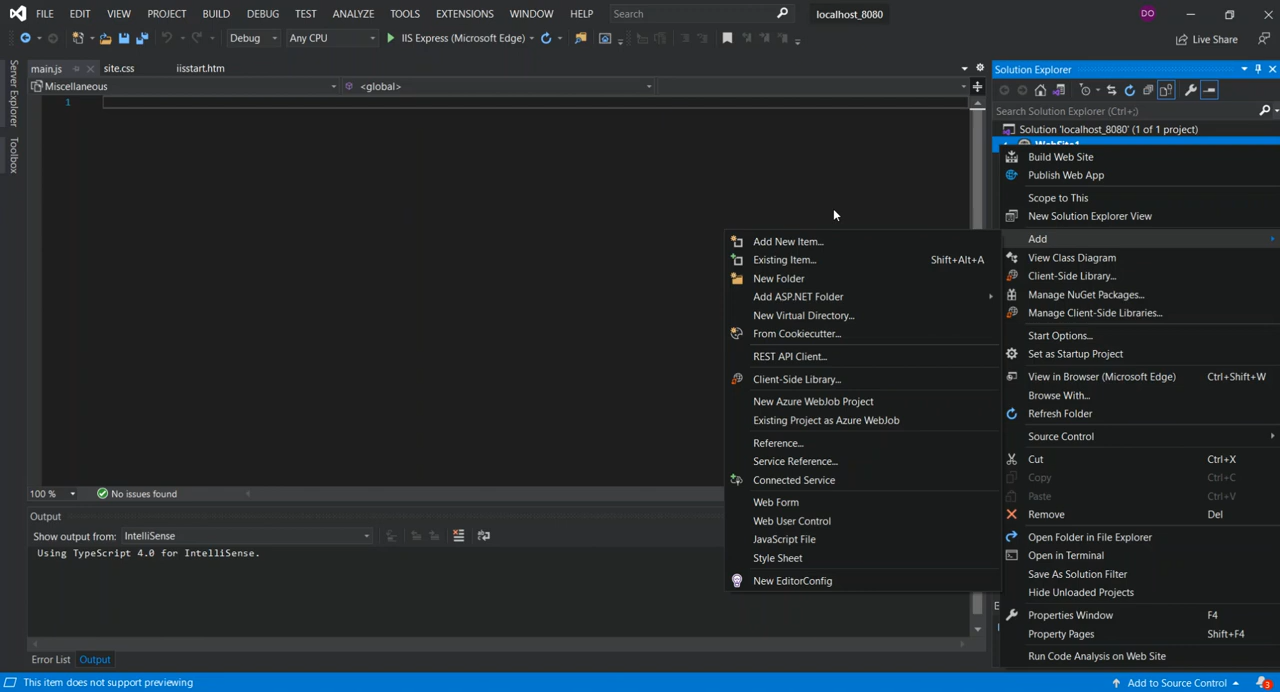 FILE EDIT VIEW PROJECT BUILD DEBUG TEST ANALYZE TOOLS EXTENSIONS WINDOW HELP Search localhost_8080 DO
Debug Any CPU IIS Express (Microsoft Edge) Live Share
Server Explorer
Toolbox
main.js site.css iisstart.htm
Miscellaneous <global>
1
100 % No issues found
Output
Show output from: IntelliSense
Using TypeScript 4.0 for IntelliSense.
Error List Output
This item does not support previewing Add to Source Control 3
Solution Explorer
Search Solution Explorer (Ctrl+;)
Solution 'localhost_8080' (1 of 1 project)
WebSite1
Build Web Site
Publish Web App
Scope to This
New Solution Explorer View
Add
View Class Diagram
Client-Side Library...
Manage NuGet Packages...
Manage Client-Side Libraries...
Start Options...
Set as Startup Project
View in Browser (Microsoft Edge) Ctrl+Shift+W
Browse With...
Refresh Folder
Source Control
Cut Ctrl+X
Copy Ctrl+C
Paste Ctrl+V
Remove Del
Open Folder in File Explorer
Open in Terminal
Save As Solution Filter
Hide Unloaded Projects
Properties Window F4
Property Pages Shift+F4
Run Code Analysis on Web Site
Add New Item...
Existing Item... Shift+Alt+A
New Folder
Add ASP.NET Folder
New Virtual Directory...
From Cookiecutter...
REST API Client...
Client-Side Library...
New Azure WebJob Project
Existing Project as Azure WebJob
Reference...
Service Reference...
Connected Service
Web Form
Web User Control
JavaScript File
Style Sheet
New EditorConfig